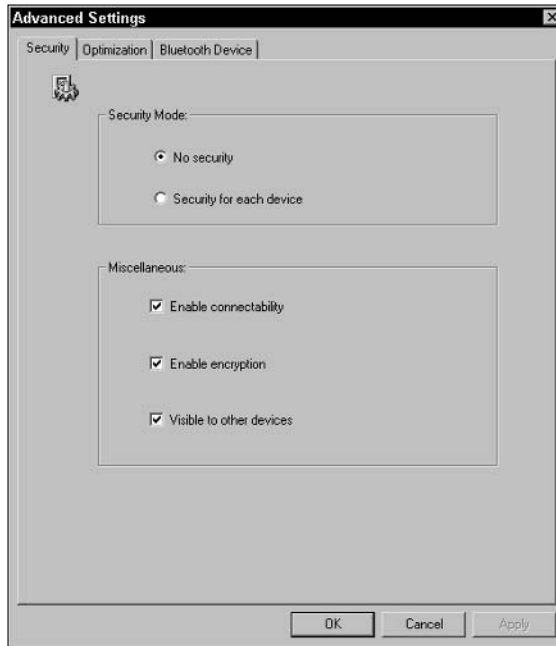 Advanced Settings
Security Optimization Bluetooth Device
Security Mode:
No security
Security for each device
Miscellaneous:
Enable connectability
Enable encryption
Visible to other devices
OK Cancel Apply